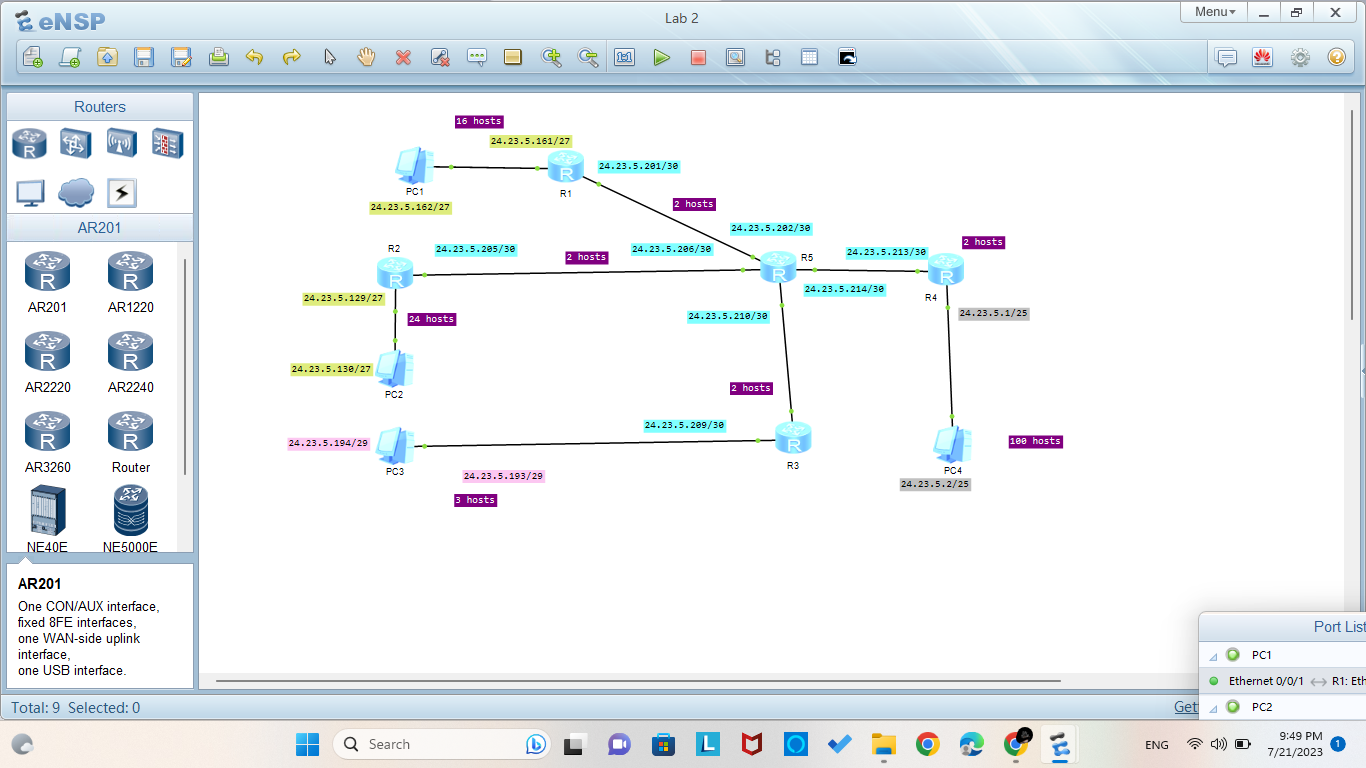 eNSP
Lab 2
Menu
1:1
Routers
R
AR201
R
R
AR201
AR1220
R
R
AR2220
AR2240
R
R
AR3260
Router
NE40E
NE5000E
AR201
One CON/AUX interface,
fixed 8FE interfaces,
one WAN-side uplink
interface,
one USB interface.
16 hosts
24.23.5.161/27
24.23.5.201/30
PC1
R
R1
24.23.5.162/27
2 hosts
24.23.5.202/30
R2
24.23.5.205/30
2 hosts
24.23.5.206/30
R5
24.23.5.213/30
2 hosts
R
R
R
24.23.5.129/27
24.23.5.214/30
R4
24 hosts
24.23.5.210/30
24.23.5.1/25
24.23.5.130/27
PC2
2 hosts
24.23.5.209/30
24.23.5.194/29
R
100 hosts
PC3
24.23.5.193/29
R3
PC4
24.23.5.2/25
3 hosts
Port List
PC1
Ethernet 0/0/1
R1: Eth
PC2
Total: 9 Selected: 0
Get
Search
L
ENG
9:49 PM
7/21/2023
1